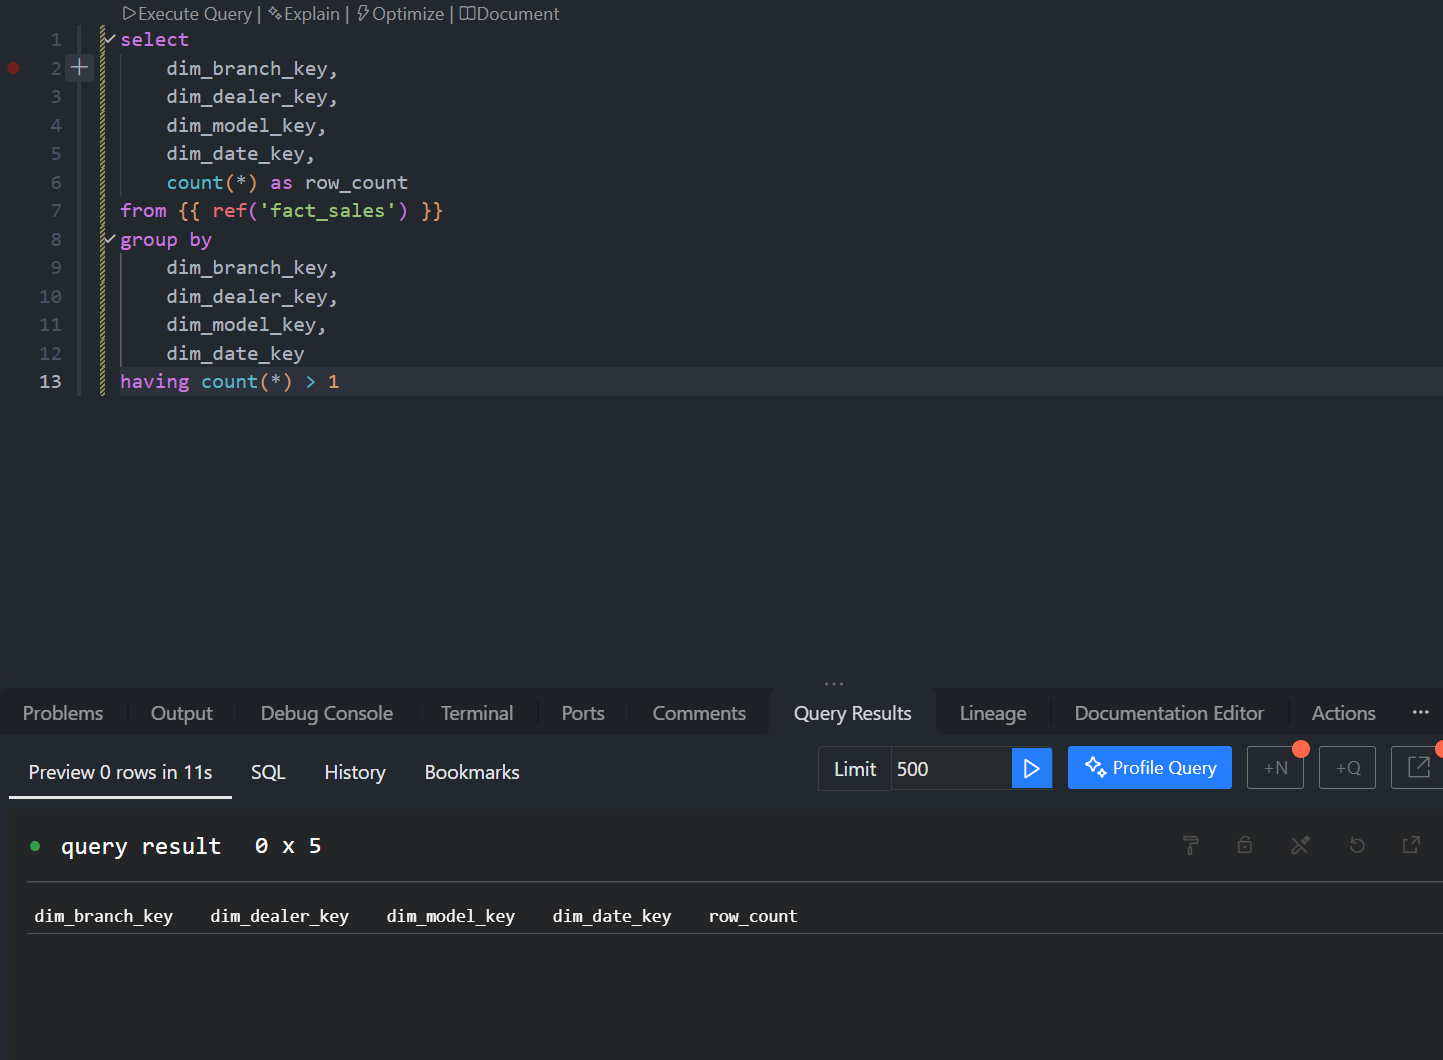 Execute Query | Explain | Optimize | Document
1 select
2 dim_branch_key,
3 dim_dealer_key,
4 dim_model_key,
5 dim_date_key,
6 count(*) as row_count
7 from {{ ref('fact_sales') }}
8 group by
9 dim_branch_key,
10 dim_dealer_key,
11 dim_model_key,
12 dim_date_key
13 having count(*) > 1
Problems Output Debug Console Terminal Ports Comments Query Results Lineage Documentation Editor Actions ...
Preview 0 rows in 11s SQL History Bookmarks Limit 500 Profile Query +N +Q
query result 0 x 5
dim_branch_key dim_dealer_key dim_model_key dim_date_key row_count